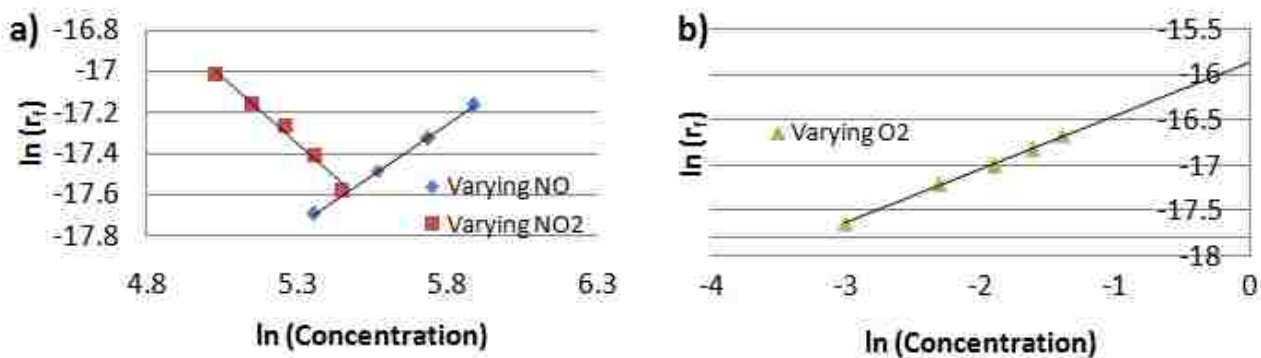 a)
-16.8
-17
-17.2
-17.4
-17.6
-17.8
ln (rf)
4.8 5.3 5.8 6.3
ln (Concentration)
Varying NO
Varying NO2
b)
-15.5
-16
-16.5
-17
-17.5
-18
ln (rf)
-4 -3 -2 -1 0
ln (Concentration)
Varying O2